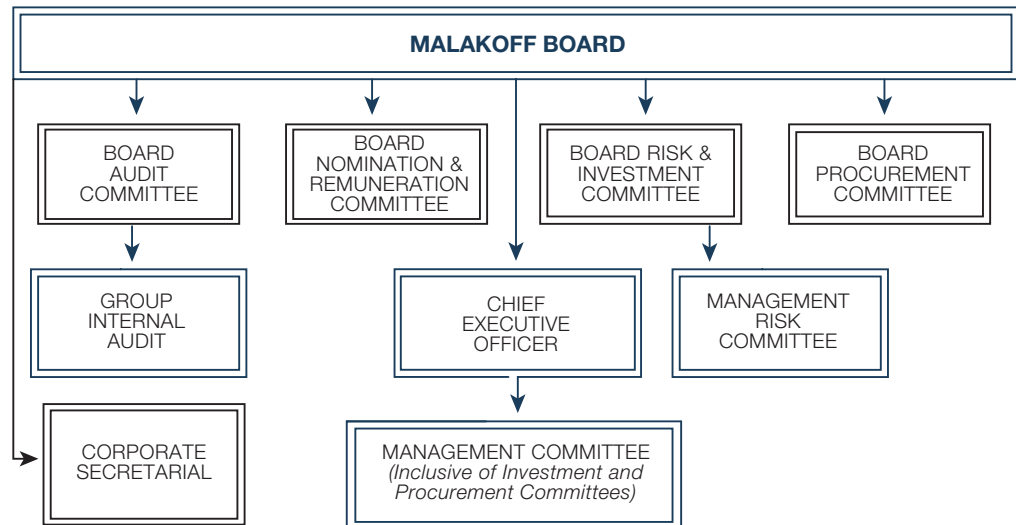 MALAKOFF BOARD
BOARD
AUDIT
COMMITTEE
BOARD
NOMINATION &
REMUNERATION
COMMITTEE
BOARD RISK &
INVESTMENT
COMMITTEE
BOARD
PROCUREMENT
COMMITTEE
GROUP
INTERNAL
AUDIT
CHIEF
EXECUTIVE
OFFICER
MANAGEMENT
RISK
COMMITTEE
CORPORATE
SECRETARIAL
MANAGEMENT COMMITTEE
(Inclusive of Investment and
Procurement Committees)